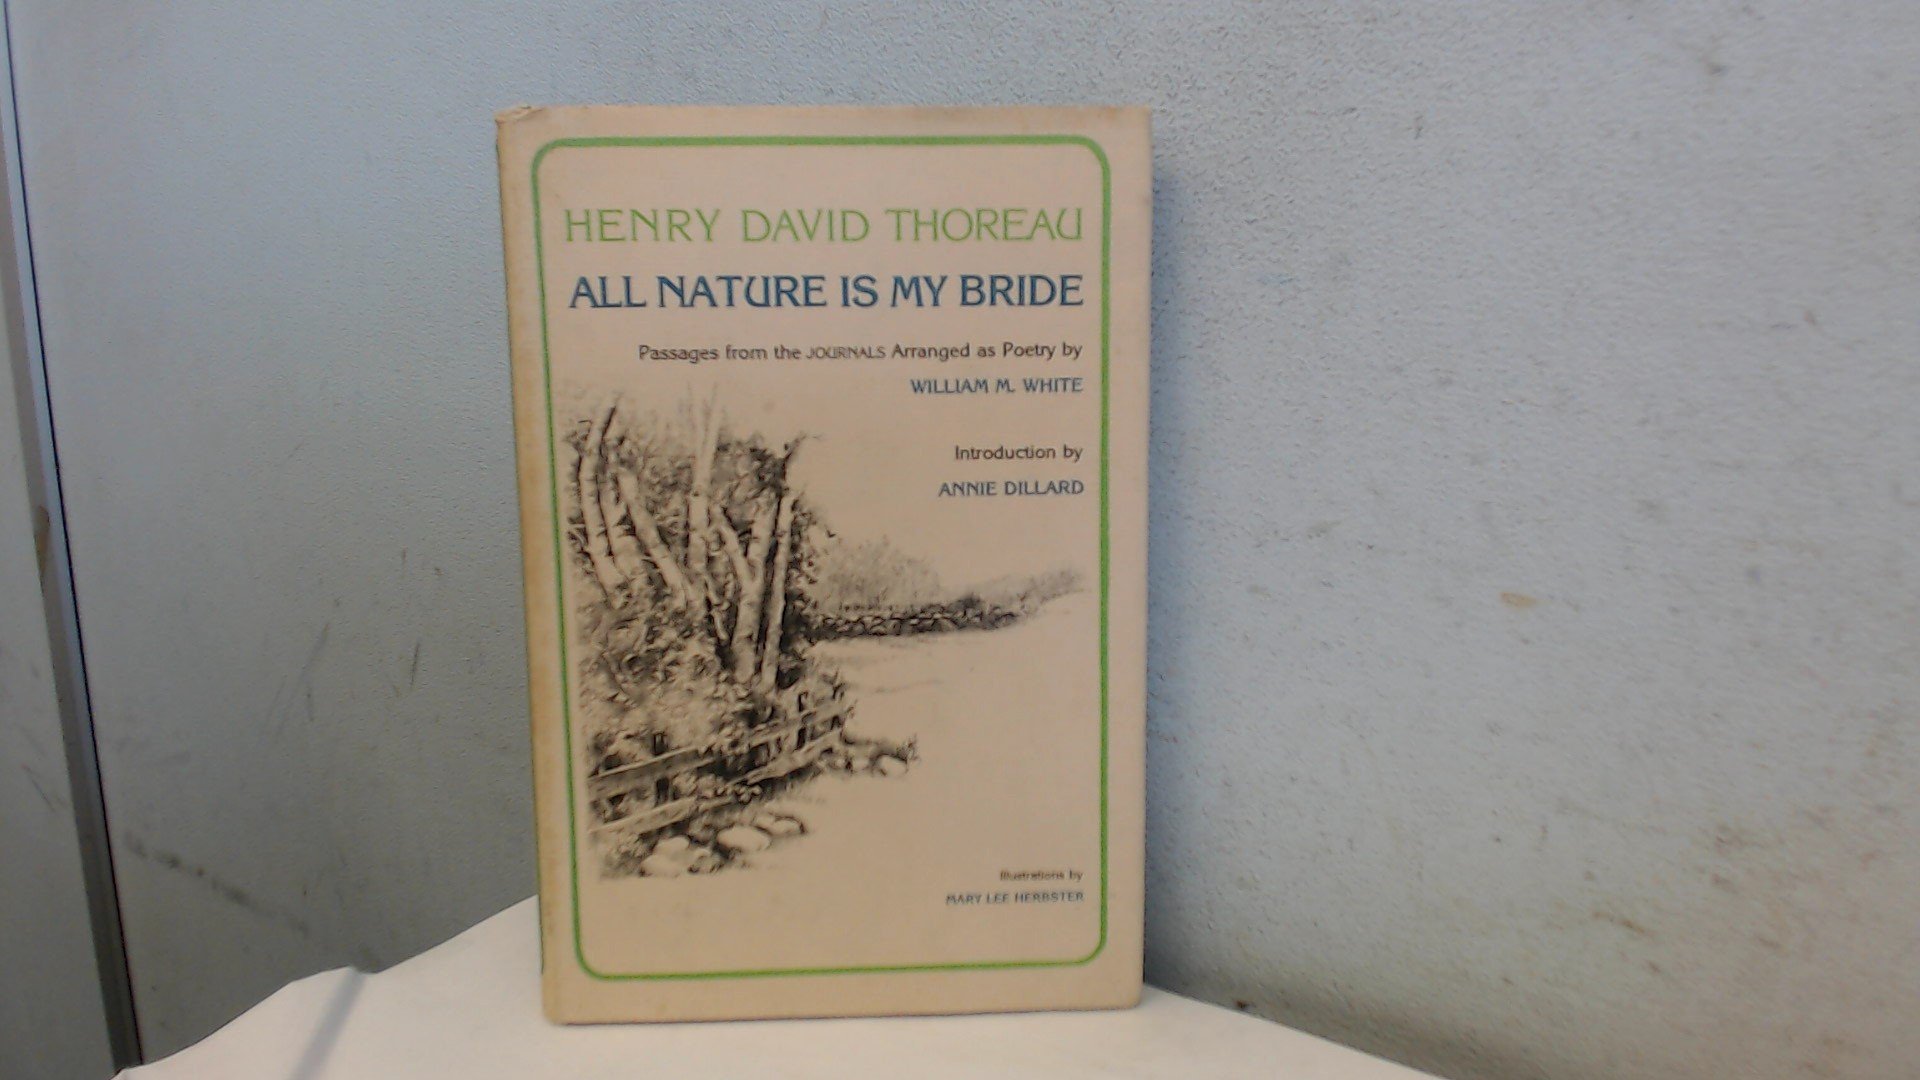 HENRY DAVID THOREAU
ALL NATURE IS MY BRIDE
Passages from the JOURNALS Arranged as Poetry by
WILLIAM M. WHITE
Introduction by
ANNIE DILLARD
Illustrations by
MARY LEE HERBSTER